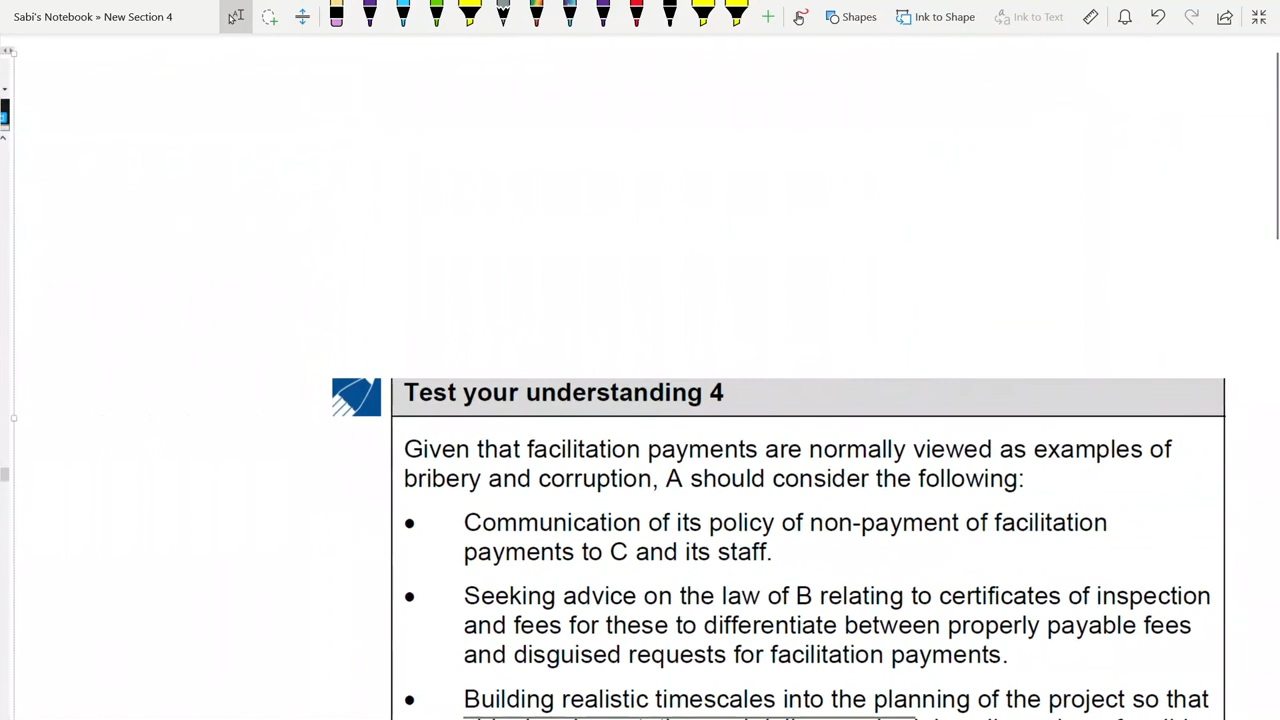 Sabi's Notebook » New Section 4
Shapes
Ink to Shape
Ink to Text
Test your understanding 4
Given that facilitation payments are normally viewed as examples of
bribery and corruption, A should consider the following:
• Communication of its policy of non-payment of facilitation
payments to C and its staff.
• Seeking advice on the law of B relating to certificates of inspection
and fees for these to differentiate between properly payable fees
and disguised requests for facilitation payments.
• Building realistic timescales into the planning of the project so that